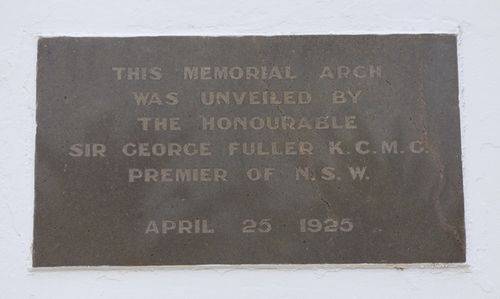 THIS MEMORIAL ARCH
WAS UNVEILED BY
THE HONOURABLE
SIR GEORGE FULLER K.C.M.G.
PREMIER OF N.S.W.
APRIL 25 1925